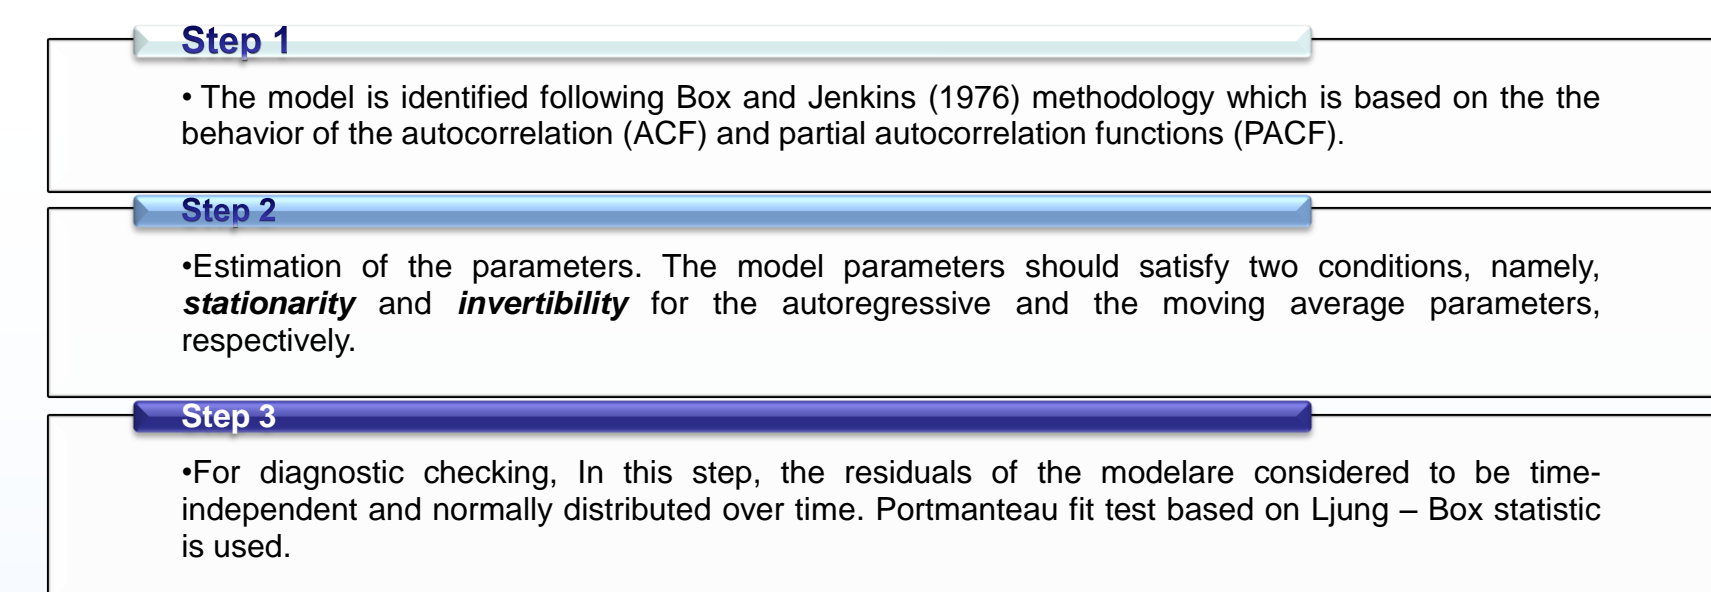 Step 1
• The model is identified following Box and Jenkins (1976) methodology which is based on the the
behavior of the autocorrelation (ACF) and partial autocorrelation functions (PACF).
Step 2
•Estimation of the parameters. The model parameters should satisfy two conditions, namely,
stationarity and invertibility for the autoregressive and the moving average parameters,
respectively.
Step 3
•For diagnostic checking, In this step, the residuals of the modelare considered to be time-
independent and normally distributed over time. Portmanteau fit test based on Ljung – Box statistic
is used.